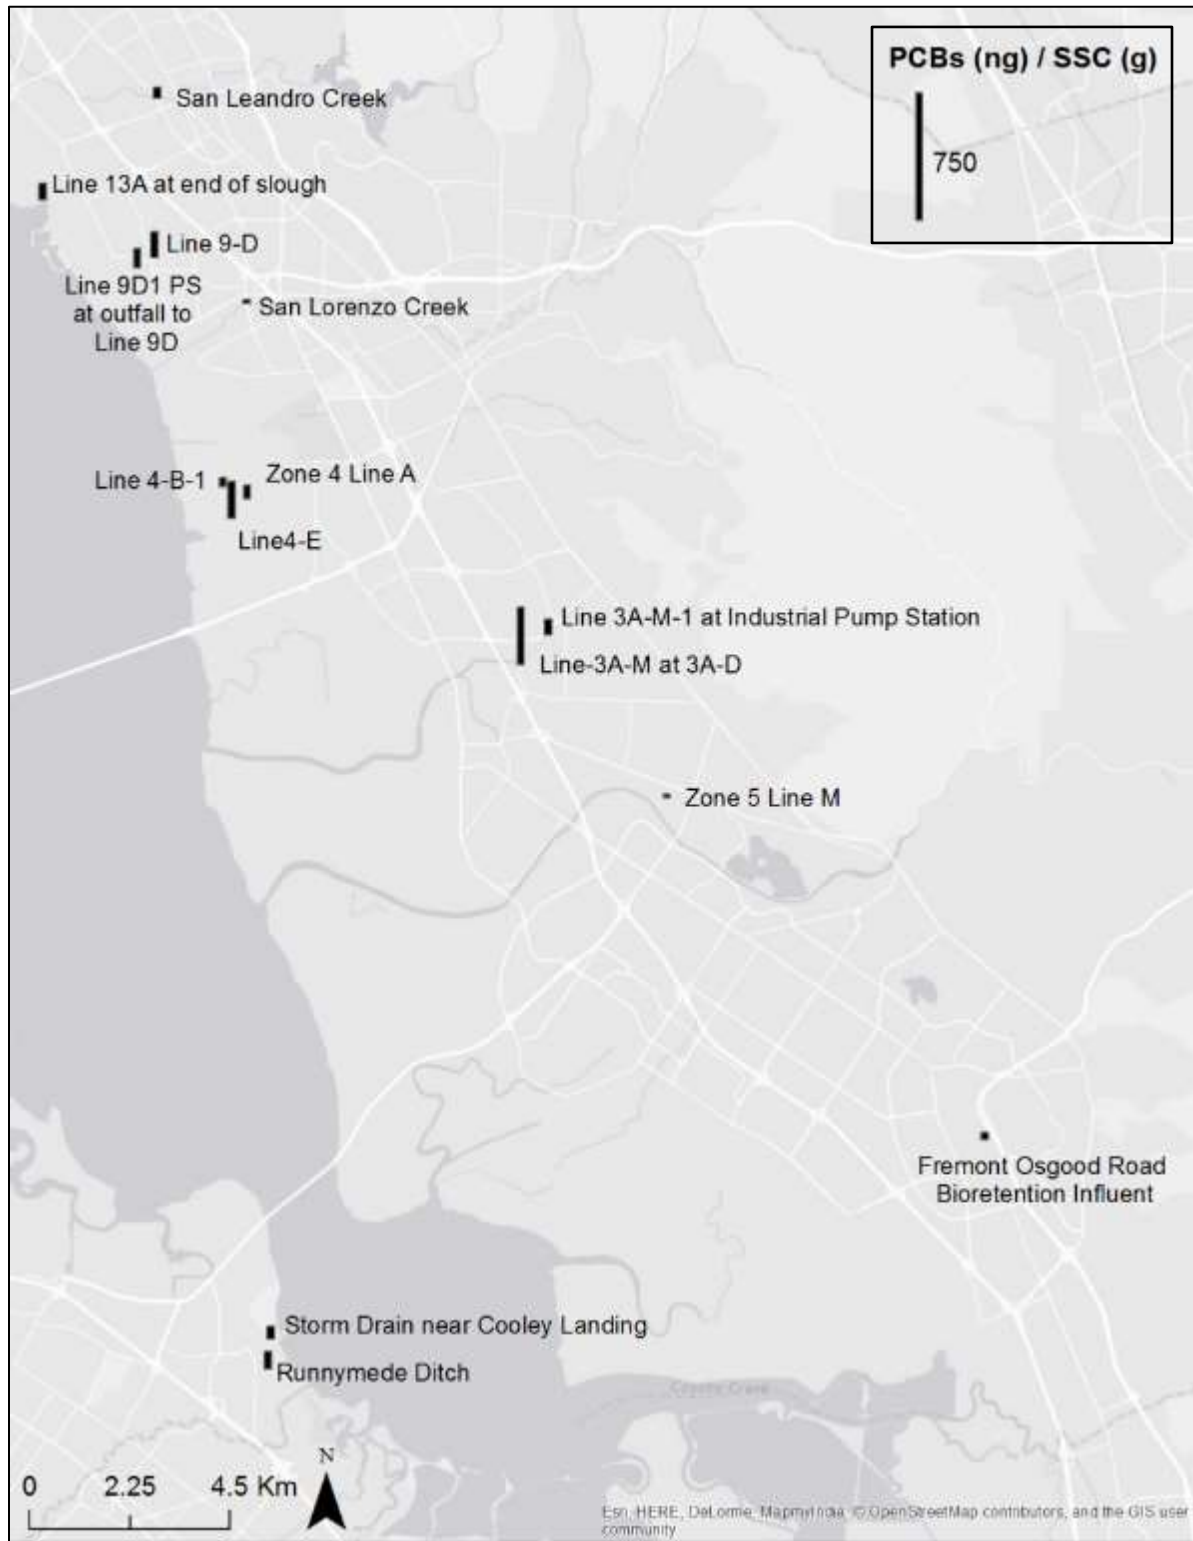 PCBs (ng) / SSC (g)
750
San Leandro Creek
Line 13A at end of slough
Line 9-D
Line 9D1 PS
at outfall to
Line 9D
San Lorenzo Creek
Line 4-B-1
Zone 4 Line A
Line4-E
Line 3A-M-1 at Industrial Pump Station
Line-3A-M at 3A-D
Zone 5 Line M
Fremont Osgood Road
Bioretention Influent
Storm Drain near Cooley Landing
Runnymede Ditch
Coyote Creek
N
0 2.25 4.5 Km
Esri, HERE, DeLorme, MapmyIndia, © OpenStreetMap contributors, and the GIS user
community